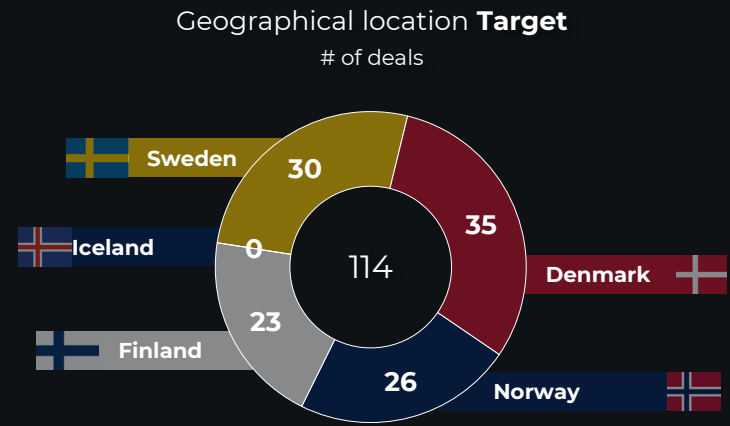 Geographical location Target
# of deals
Sweden
30
35
Iceland
0
114
Denmark
23
Finland
26
Norway